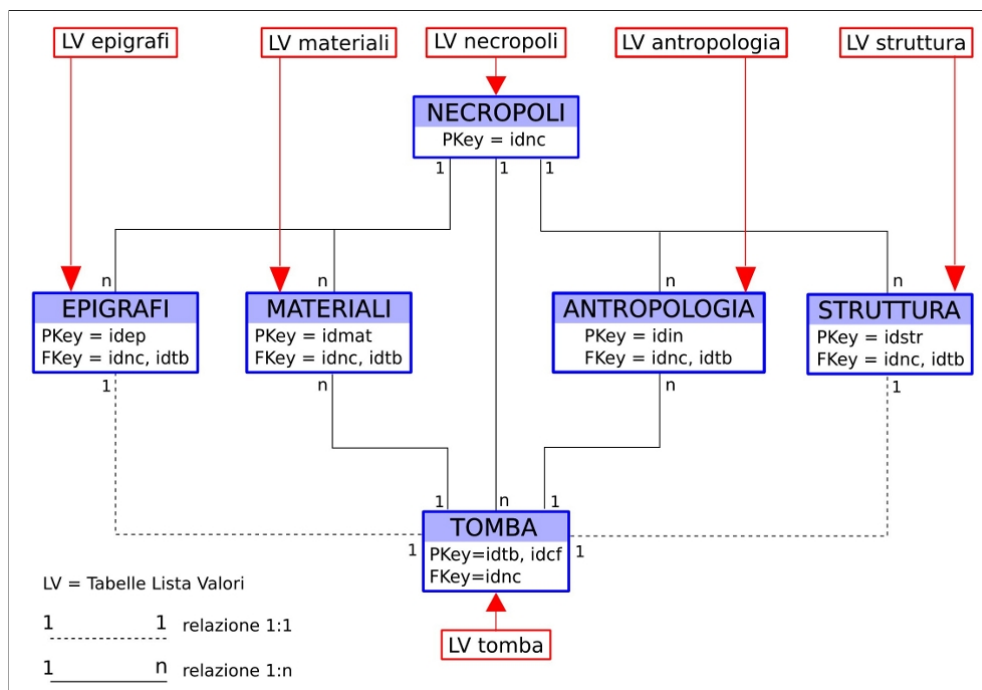 LV epigrafi
LV materiali
LV necropoli
LV antropologia
LV struttura
NECROPOLI
PKey = idnc
1
1
1
n
n
n
n
EPIGRAFI
PKey = idep
FKey = idnc, idtb
MATERIALI
PKey = idmat
FKey = idnc, idtb
ANTROPOLOGIA
PKey = idin
FKey = idnc, idtb
STRUTTURA
PKey = idstr
FKey = idnc, idtb
1
n
n
1
1
n
1
TOMBA
PKey=idtb, idcf
FKey=idnc
1
1
LV tomba
LV = Tabelle Lista Valori
1 1 relazione 1:1
1 n relazione 1:n